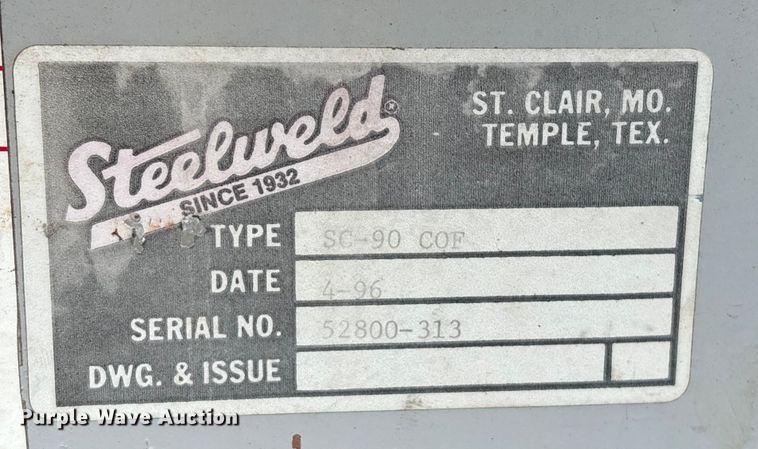 Steelweld®
SINCE 1932
ST. CLAIR, MO.
TEMPLE, TEX.
TYPE SC-90 COF
DATE 4-96
SERIAL NO. 52800-313
DWG. & ISSUE
Purple Wave Auction